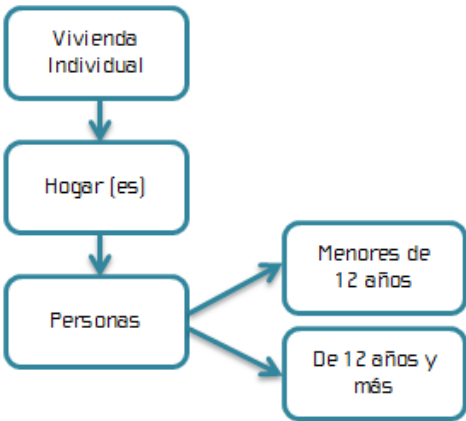 Vivienda
Individual
Hogar (es)
Personas
Menores de
12 años
De 12 años y
más